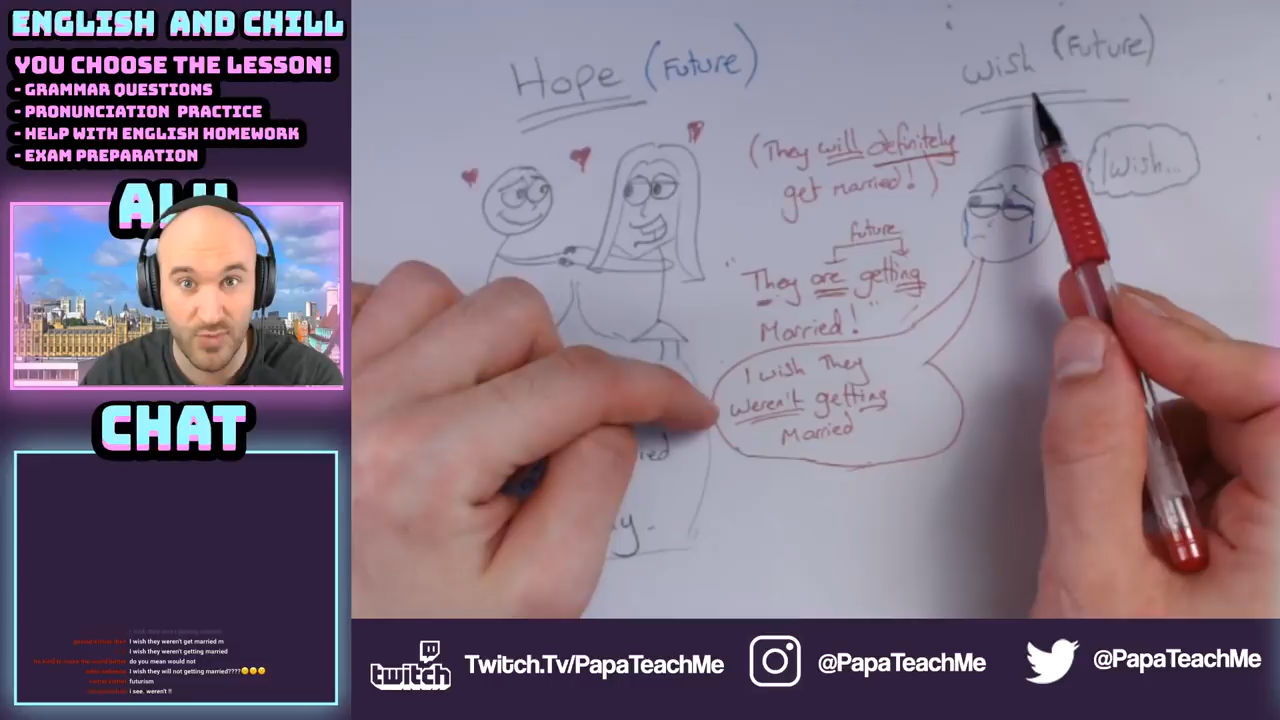 ENGLISH AND CHILL
YOU CHOOSE THE LESSON!
- GRAMMAR QUESTIONS
- PRONUNCIATION PRACTICE
- HELP WITH ENGLISH HOMEWORK
- EXAM PREPARATION
CHAT
I wish they weren't get married m
I wish they weren't getting married
do you mean would not
I wish they will not getting married????
futurism
i see. weren't !!
Hope (Future)
Wish (Future)
(They will definitely
get married!)
I wish...
future
"They are getting
Married!"
I wish They
weren't getting
Married
twitch
Twitch.Tv/PapaTeachMe
@PapaTeachMe
@PapaTeachMe